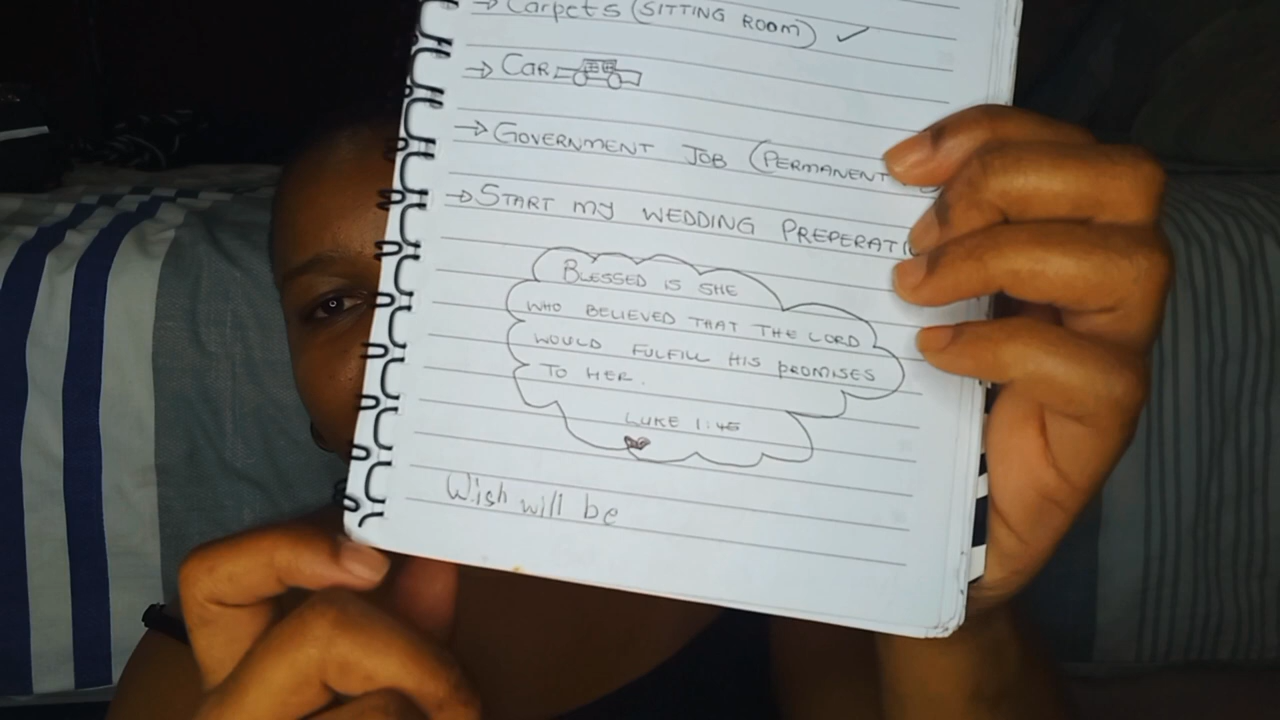 → Carpets (SITTING ROOM) ✓
→ CAR
→ GOVERNMENT JOB (PERMANENT
→ START MY WEDDING PREPERATI
BLESSED IS SHE
WHO BELIEVED THAT THE LORD
WOULD FULFILL HIS PROMISES
TO HER.
LUKE 1:45
Wish will be